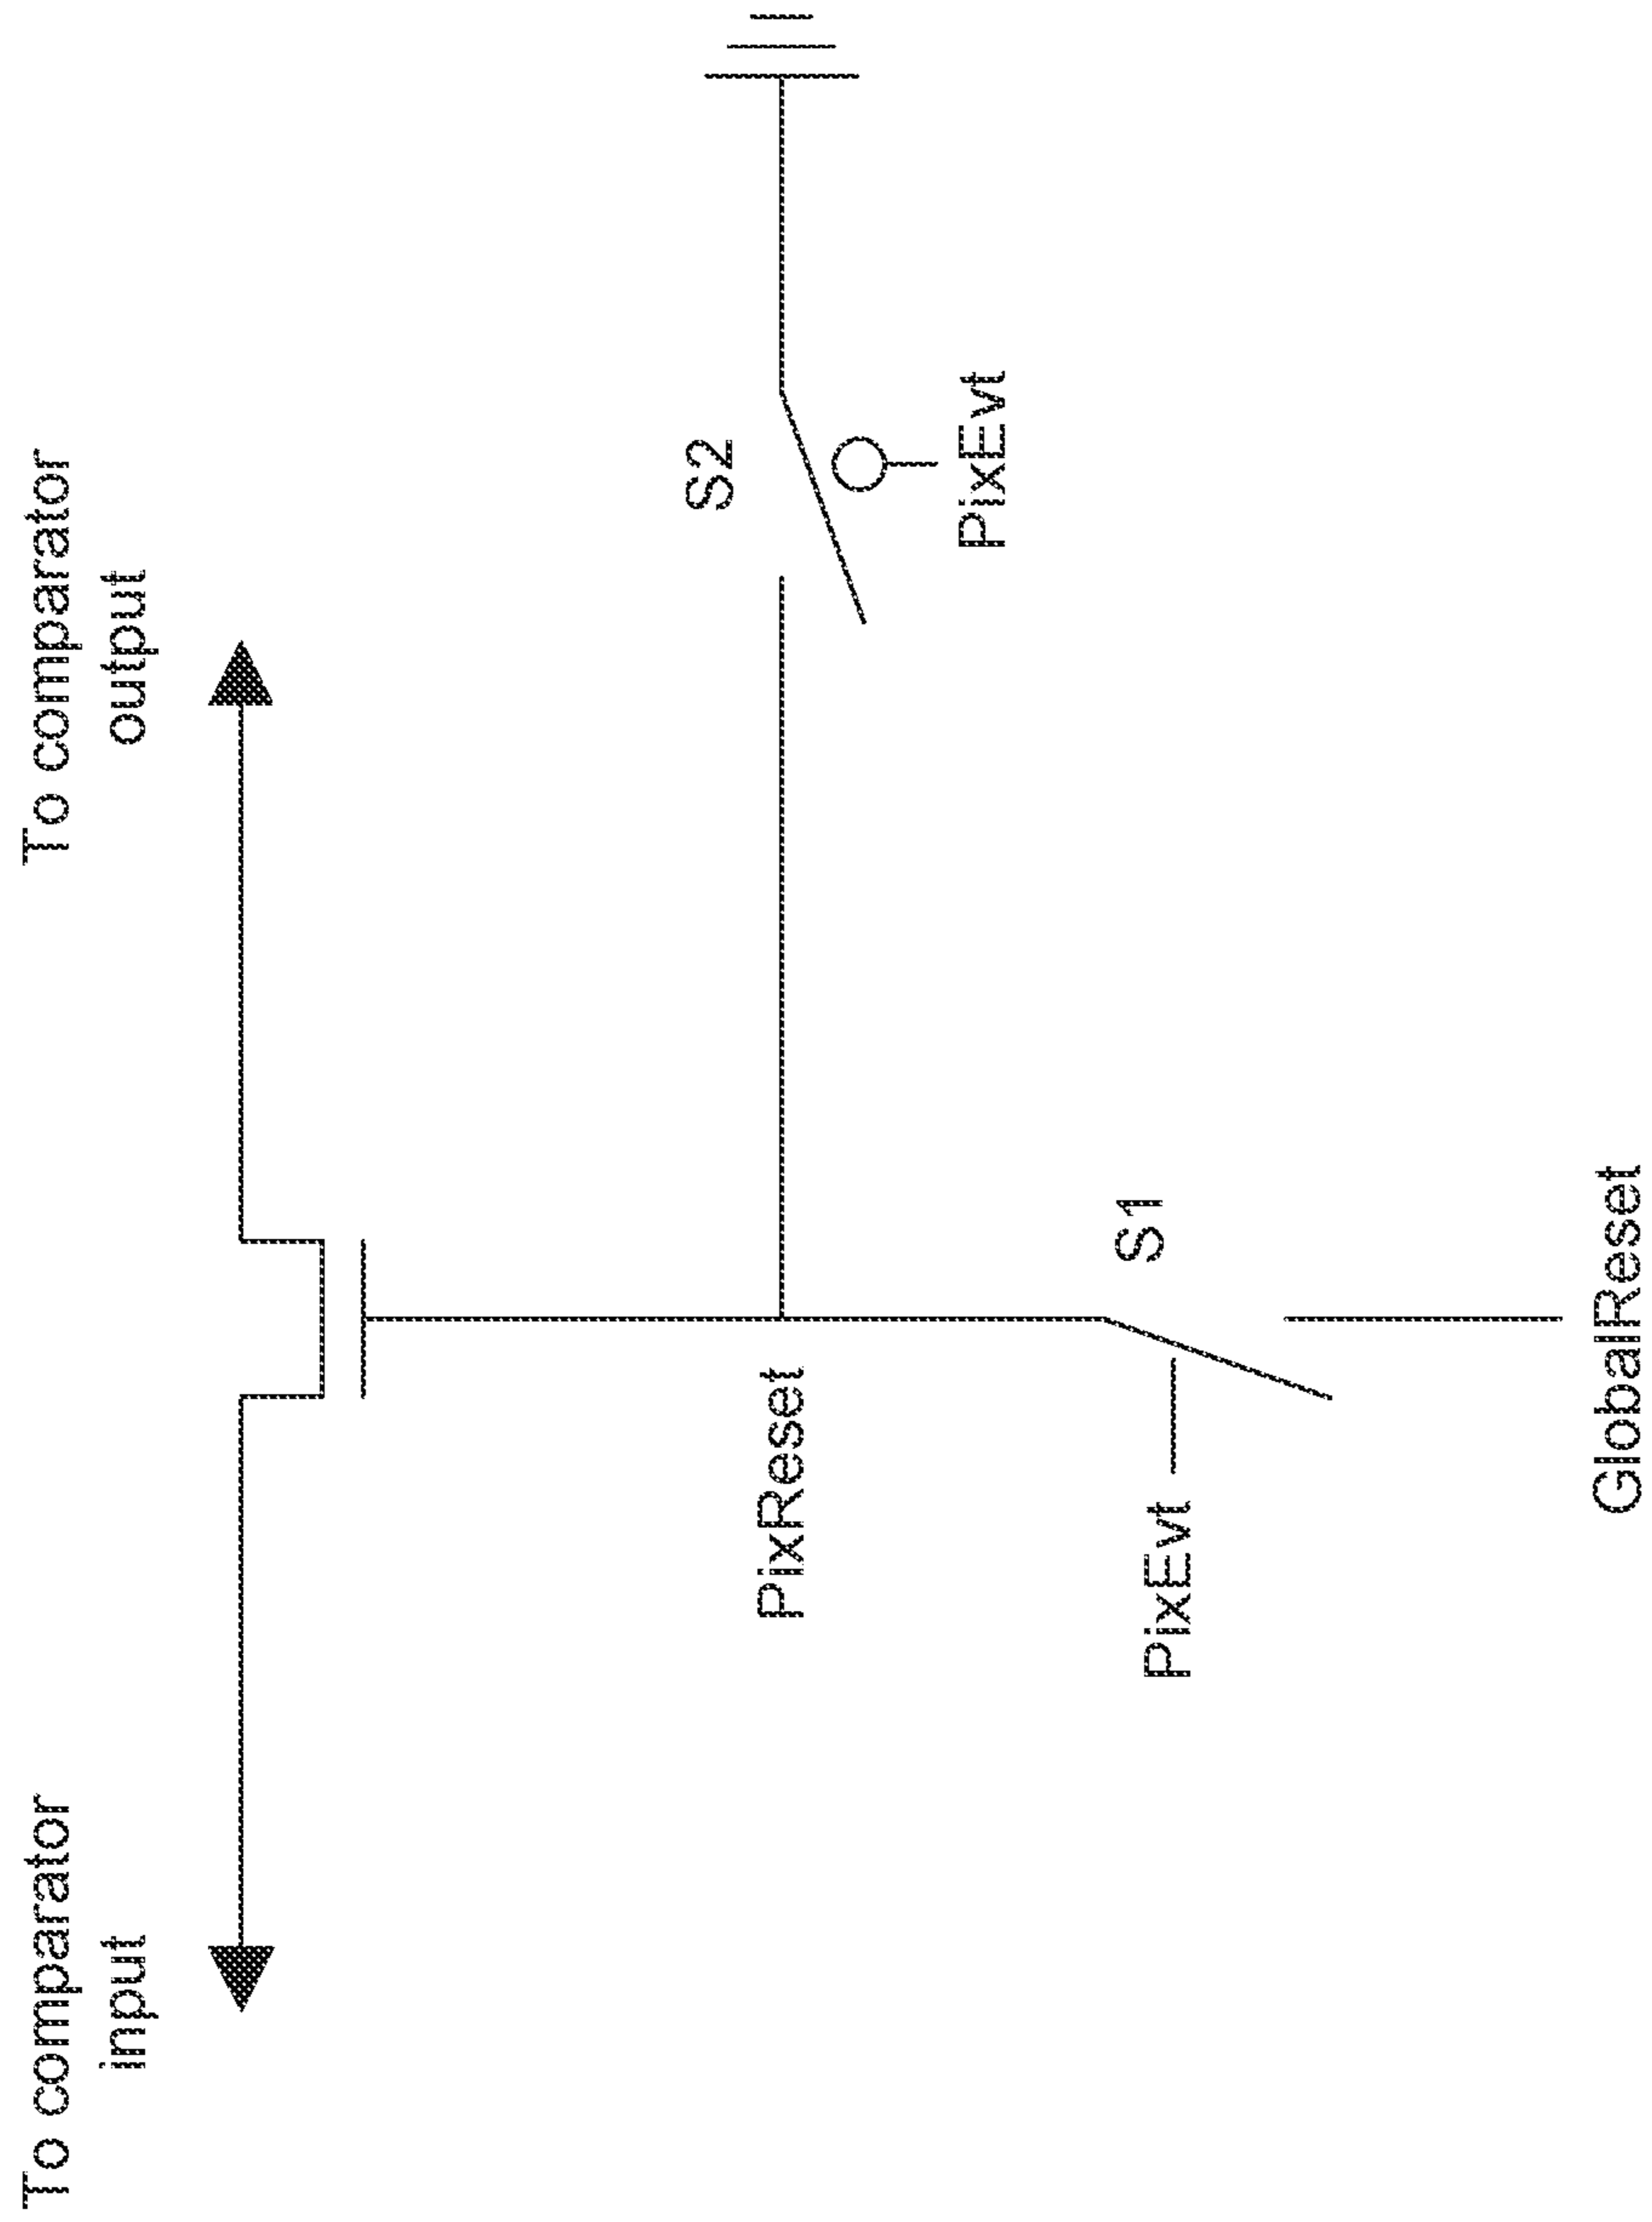 To comparator
input
To comparator
output
PixReset
S2
PixEvt
PixEvt
S1
GlobalReset